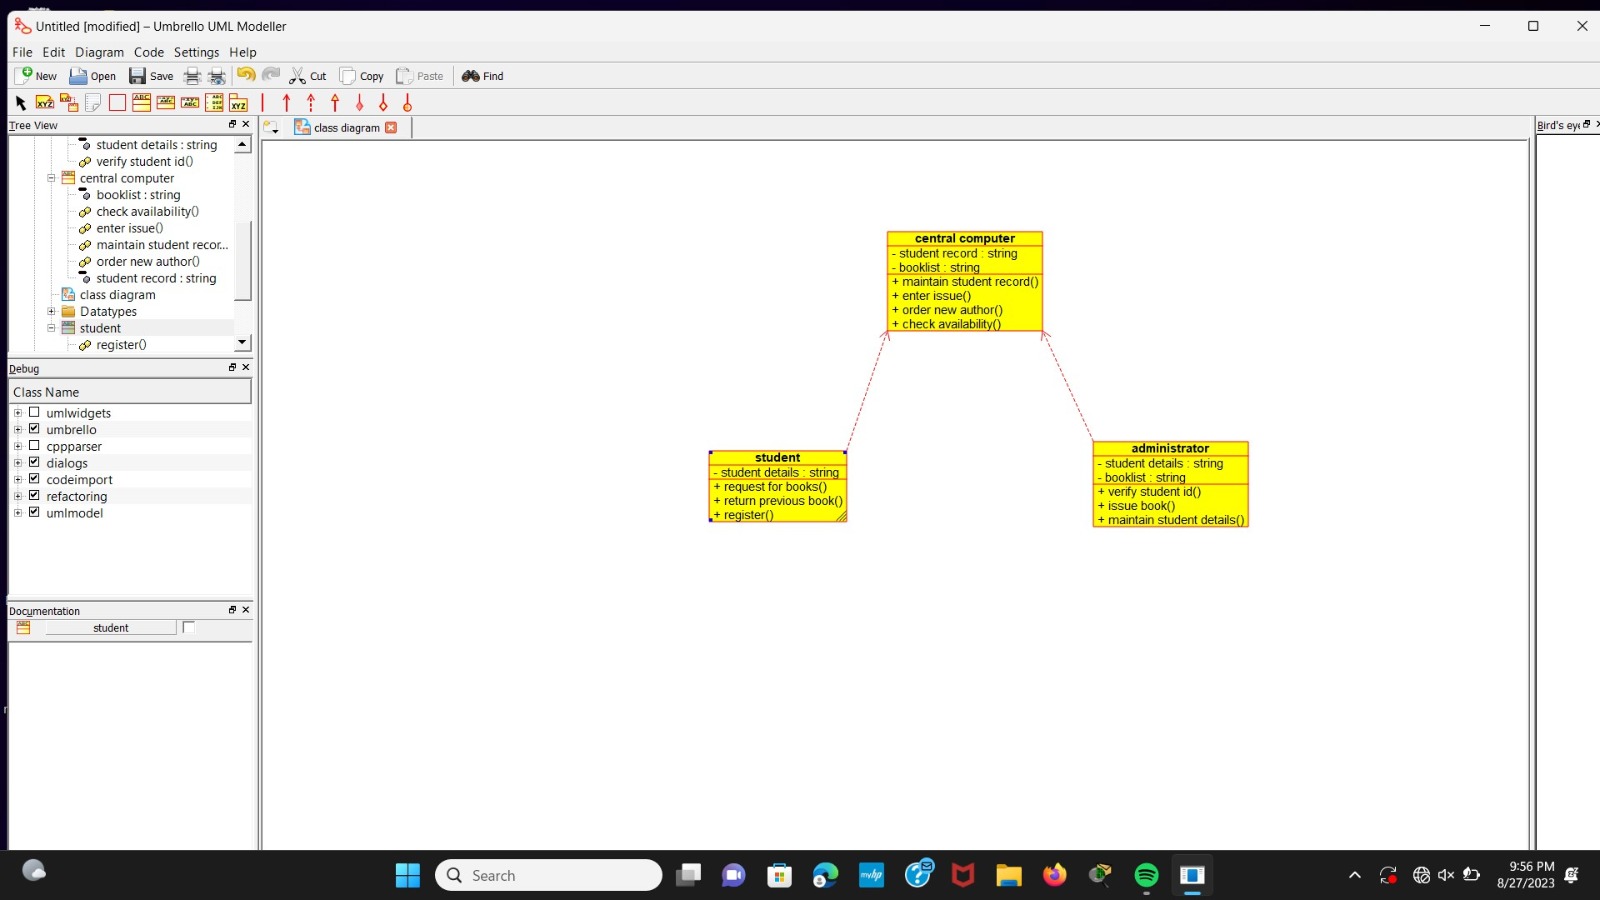 Untitled [modified] – Umbrello UML Modeller
File Edit Diagram Code Settings Help
New Open Save Cut Copy Paste Find
Tree View
class diagram
Bird's eye
student details : string
verify student id()
central computer
booklist : string
check availability()
enter issue()
maintain student recor...
order new author()
student record : string
class diagram
Datatypes
student
register()
Debug
Class Name
umlwidgets
umbrello
cppparser
dialogs
codeimport
refactoring
umlmodel
Documentation
student
central computer
- student record : string
- booklist : string
+ maintain student record()
+ enter issue()
+ order new author()
+ check availability()
student
- student details : string
+ request for books()
+ return previous book()
+ register()
administrator
- student details : string
- booklist : string
+ verify student id()
+ issue book()
+ maintain student details()
Search
myhp
9:56 PM
8/27/2023